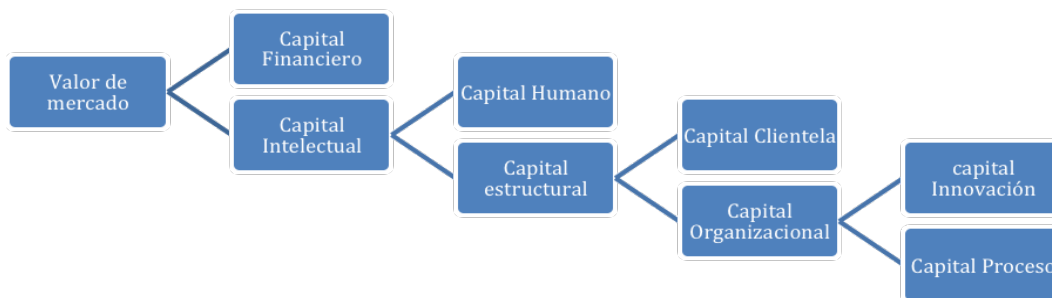 Valor de
mercado
Capital
Financiero
Capital
Intelectual
Capital Humano
Capital
estructural
Capital Clientela
Capital
Organizacional
capital
Innovación
Capital Proceso